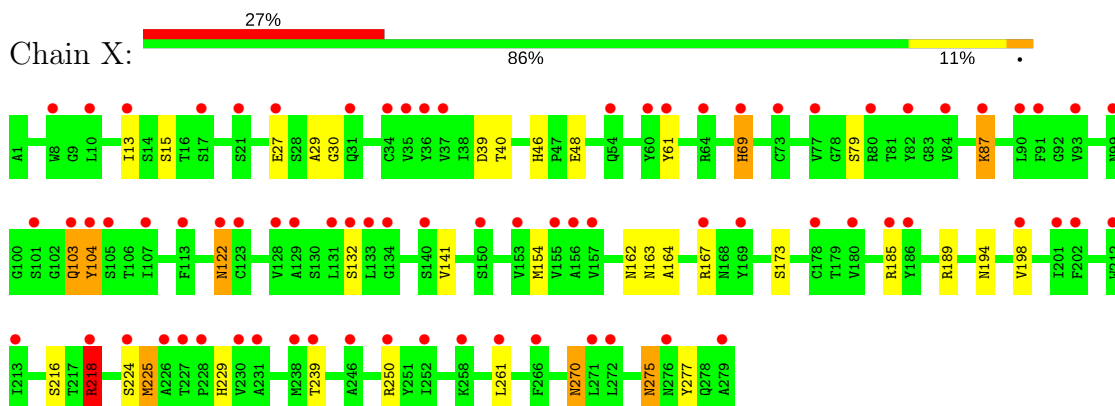 27%
Chain X:
86% 11% •
A1 W8 G9 L10 I13 S14 S15 T16 S17 S21 E27 S28 A29 G30 Q31 C34 V35 Y36 V37 I38 D39 T40 H46 P47 E48 Q54 Y60 Y61 R64 H69 C73 V77 G78 S79 R80 T81 Y82 G83 V84 K87 L90 F91 G92 V93 N99
G100 S101 G102 Q103 Y104 S105 T106 I107 F113 N122 C123 V128 A129 S130 L131 S132 L133 G134 S140 V141 S150 V153 M154 V155 A156 V157 N162 N163 A164 R167 N168 Y169 S173 C178 T179 V180 R185 Y186 R189 N194 V198 I201 F202
I213 S216 T217 R218 S224 M225 A226 T227 P228 H229 V230 A231 M238 T239 A246 R250 Y251 I252 K258 L261 F266 N270 L271 L272 N275 N276 Y277 Q278 A279